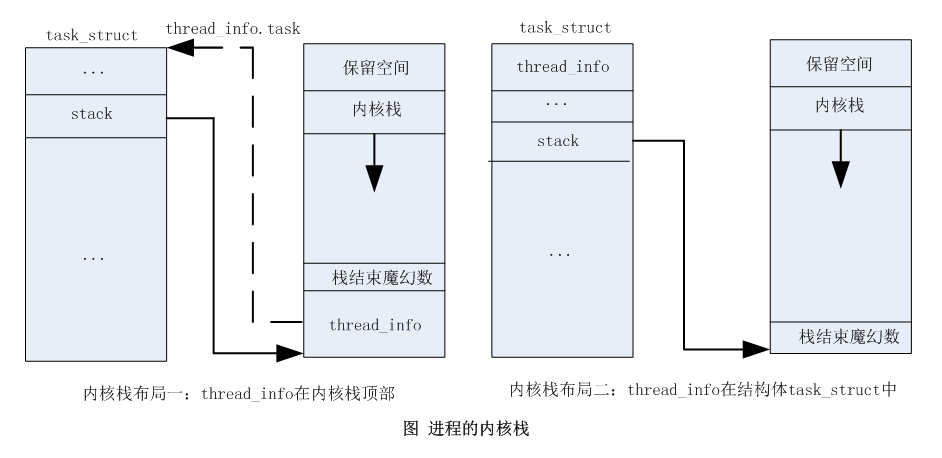 task_struct
thread_info.task
...
stack
...
保留空间
内核栈
栈结束魔幻数
thread_info
内核栈布局一：thread_info在内核栈顶部
task_struct
thread_info
...
stack
...
保留空间
内核栈
栈结束魔幻数
内核栈布局二：thread_info在结构体task_struct中
图 进程的内核栈